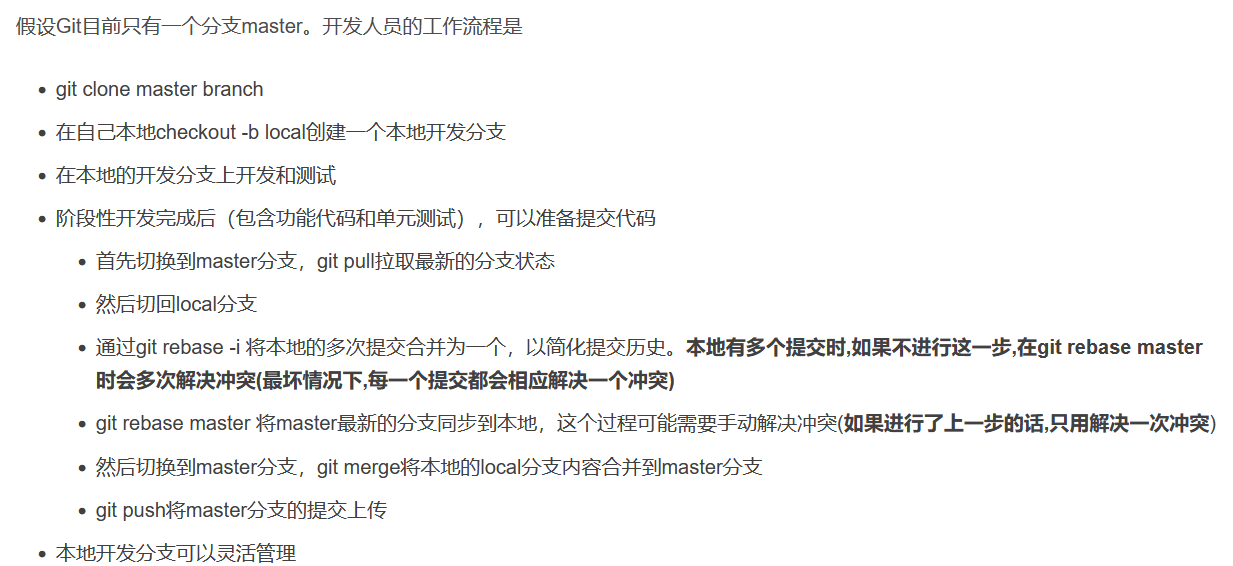 假设Git目前只有一个分支master。开发人员的工作流程是
git clone master branch
在自己本地checkout -b local创建一个本地开发分支
在本地的开发分支上开发和测试
阶段性开发完成后（包含功能代码和单元测试），可以准备提交代码
首先切换到master分支，git pull拉取最新的分支状态
然后切回local分支
通过git rebase -i 将本地的多次提交合并为一个，以简化提交历史。本地有多个提交时,如果不进行这一步,在git rebase master
时会多次解决冲突(最坏情况下,每一个提交都会相应解决一个冲突)
git rebase master 将master最新的分支同步到本地，这个过程可能需要手动解决冲突(如果进行了上一步的话,只用解决一次冲突)
然后切换到master分支，git merge将本地的local分支内容合并到master分支
git push将master分支的提交上传
本地开发分支可以灵活管理